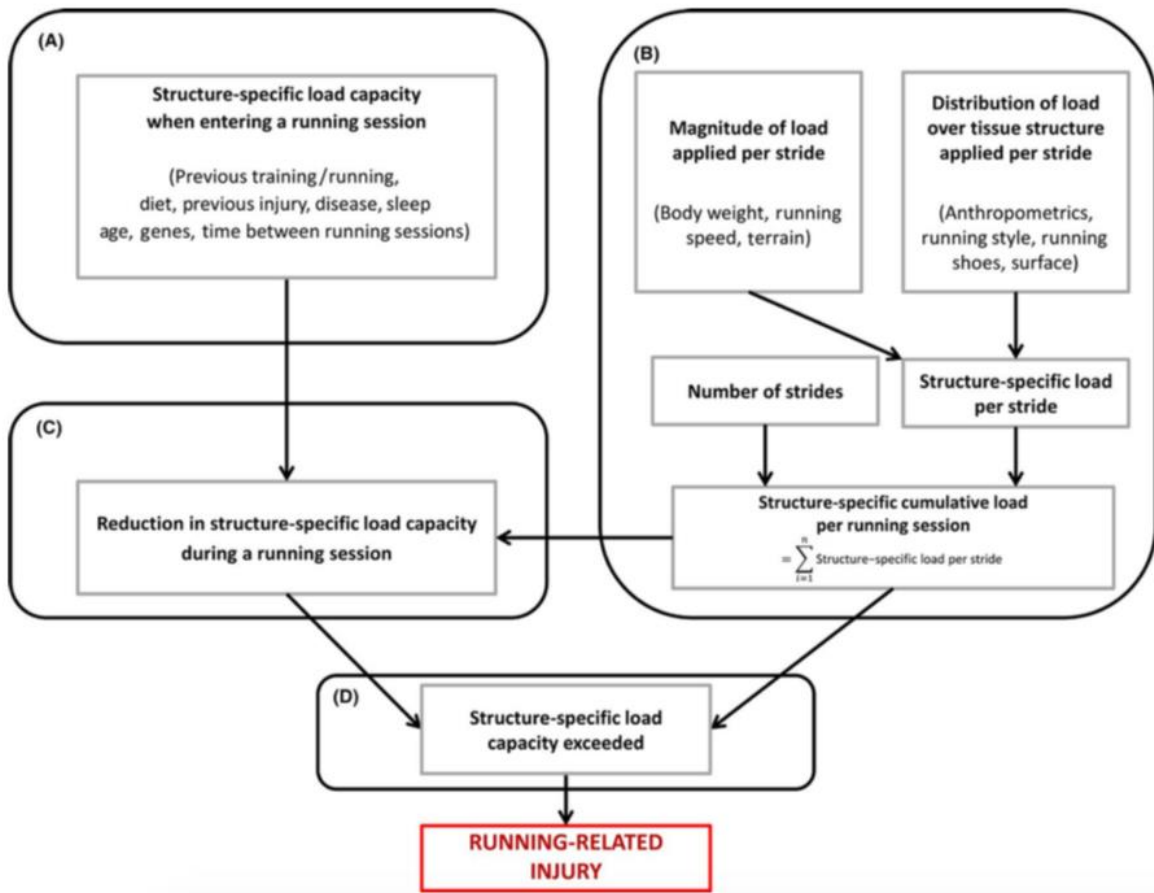 (A)
Structure-specific load capacity
when entering a running session
(Previous training/running,
diet, previous injury, disease, sleep
age, genes, time between running sessions)
(B)
Magnitude of load
applied per stride
(Body weight, running
speed, terrain)
Distribution of load
over tissue structure
applied per stride
(Anthropometrics,
running style, running
shoes, surface)
Number of strides
Structure-specific load
per stride
(C)
Reduction in structure-specific load capacity
during a running session
Structure-specific cumulative load
per running session
= ∑ⁿᵢ₌₁ Structure–specific load per stride
(D)
Structure-specific load
capacity exceeded
RUNNING-RELATED
INJURY